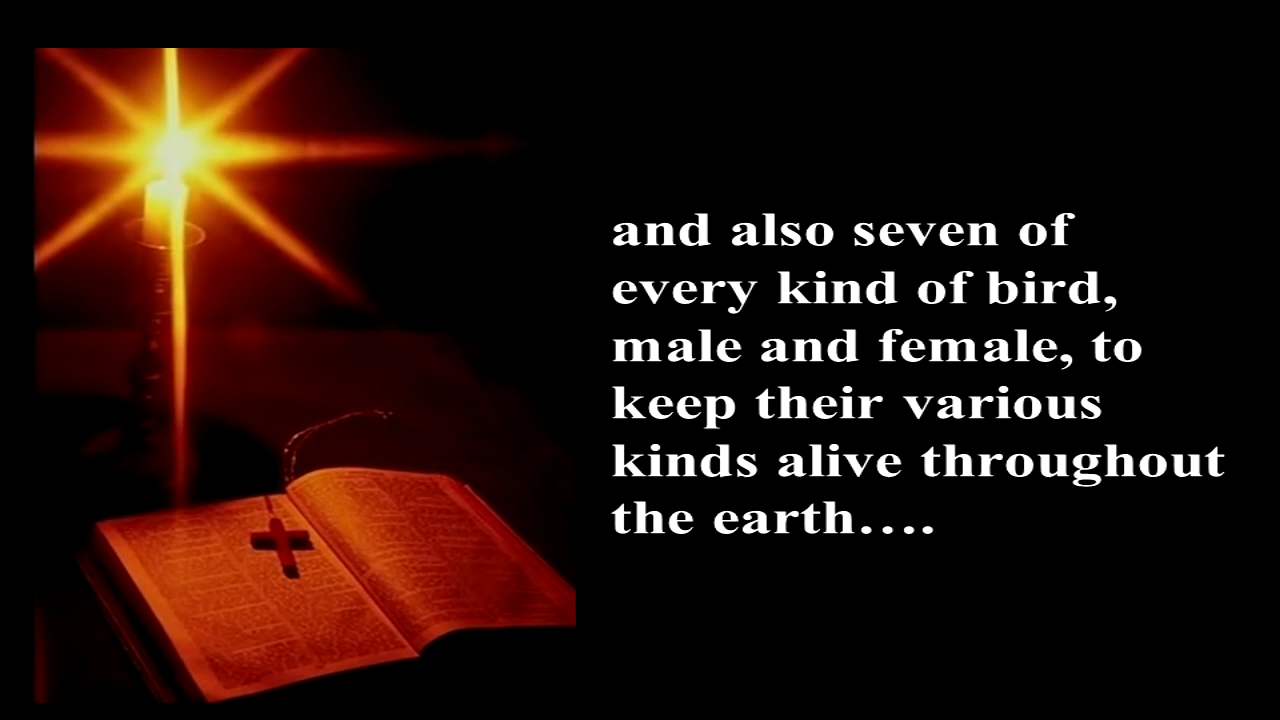 and also seven of
every kind of bird,
male and female, to
keep their various
kinds alive throughout
the earth….